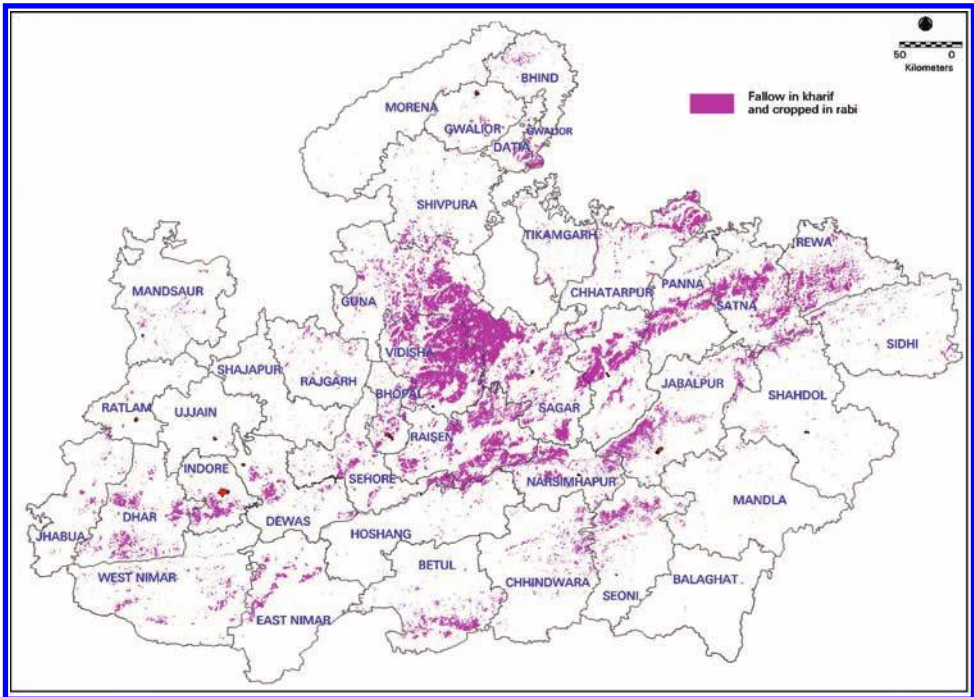 50 0
Kilometers
Fallow in kharif
and cropped in rabi
BHIND
MORENA
GWALIOR
GWALIOR
DATIA
SHIVPURA
TIKAMGARH
REWA
MANDSAUR
GUNA
CHHATARPUR
PANNA
SATNA
SIDHI
VIDISHA
SHAJAPUR
RAJGARH
BHOPAL
JABALPUR
SHAHDOL
RATLAM
UJJAIN
SAGAR
RAISEN
INDORE
SEHORE
NARSIMHAPUR
MANDLA
DHAR
DEWAS
HOSHANG
JHABUA
BETUL
WEST NIMAR
CHHINDWARA
BALAGHAT
SEONI
EAST NIMAR